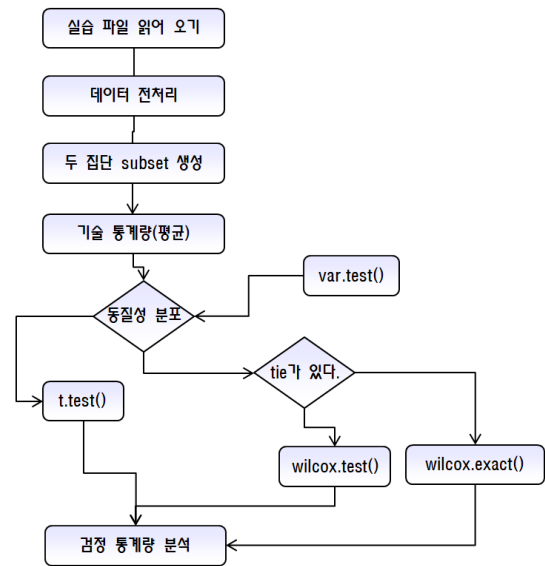 실습 파일 읽어 오기
데이터 전처리
두 집단 subset 생성
기술 통계량(평균)
var.test()
동질성 분포
tie가 있다.
t.test()
wilcox.test()
wilcox.exact()
검정 통계량 분석